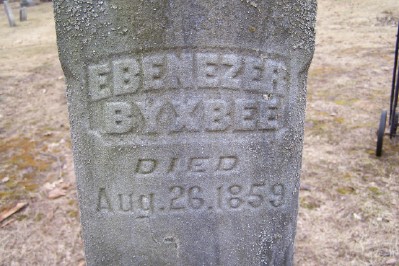 EBENEZER
BYXBEE
DIED
Aug. 26. 1859